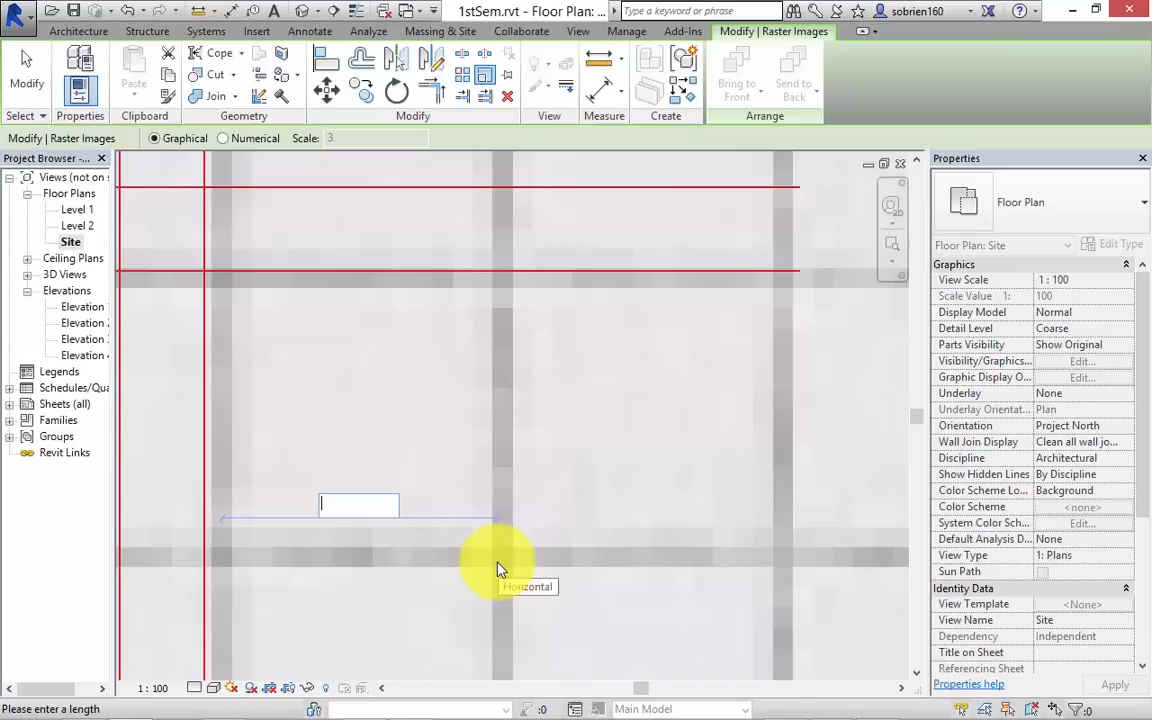 1stSem.rvt - Floor Plan: ...
Type a keyword or phrase
sobrien160
Architecture Structure Systems Insert Annotate Analyze Massing & Site Collaborate View Manage Add-Ins Modify | Raster Images
Modify
Paste
Cope
Cut
Join
Bring to Front
Send to Back
Select Properties Clipboard Geometry Modify View Measure Create Arrange
Modify | Raster Images
Graphical
Numerical
Scale: 3
Project Browser -...
Views (not on s
Floor Plans
Level 1
Level 2
Site
Ceiling Plans
3D Views
Elevations
Elevation
Elevation 2
Elevation 3
Elevation 4
Legends
Schedules/Qua
Sheets (all)
Families
Groups
Revit Links
2D
Horizontal
Properties
Floor Plan
Floor Plan: Site
Edit Type
Graphics
View Scale 1 : 100
Scale Value 1: 100
Display Model Normal
Detail Level Coarse
Parts Visibility Show Original
Visibility/Graphics... Edit...
Graphic Display O... Edit...
Underlay None
Underlay Orientat... Plan
Orientation Project North
Wall Join Display Clean all wall jo...
Discipline Architectural
Show Hidden Lines By Discipline
Color Scheme Lo... Background
Color Scheme <none>
System Color Sch... Edit...
Default Analysis D... None
View Type 1: Plans
Sun Path
Identity Data
View Template <None>
View Name Site
Dependency Independent
Title on Sheet
Referencing Sheet
Properties help
Apply
1 : 100
Please enter a length
:0
Main Model
:0